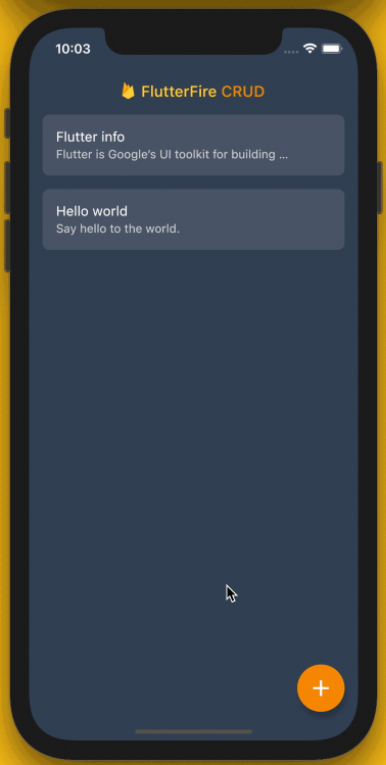 10:03
FlutterFire CRUD
Flutter info
Flutter is Google's UI toolkit for building ...
Hello world
Say hello to the world.